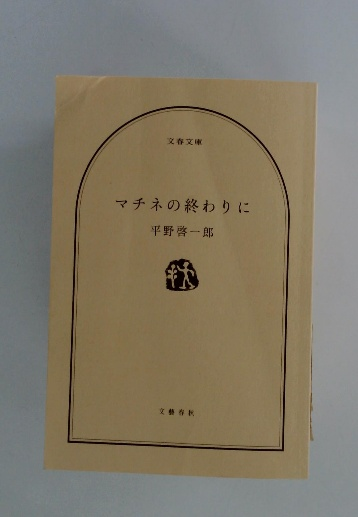 文春文庫
マチネの終わりに
平野啓一郎
文藝春秋